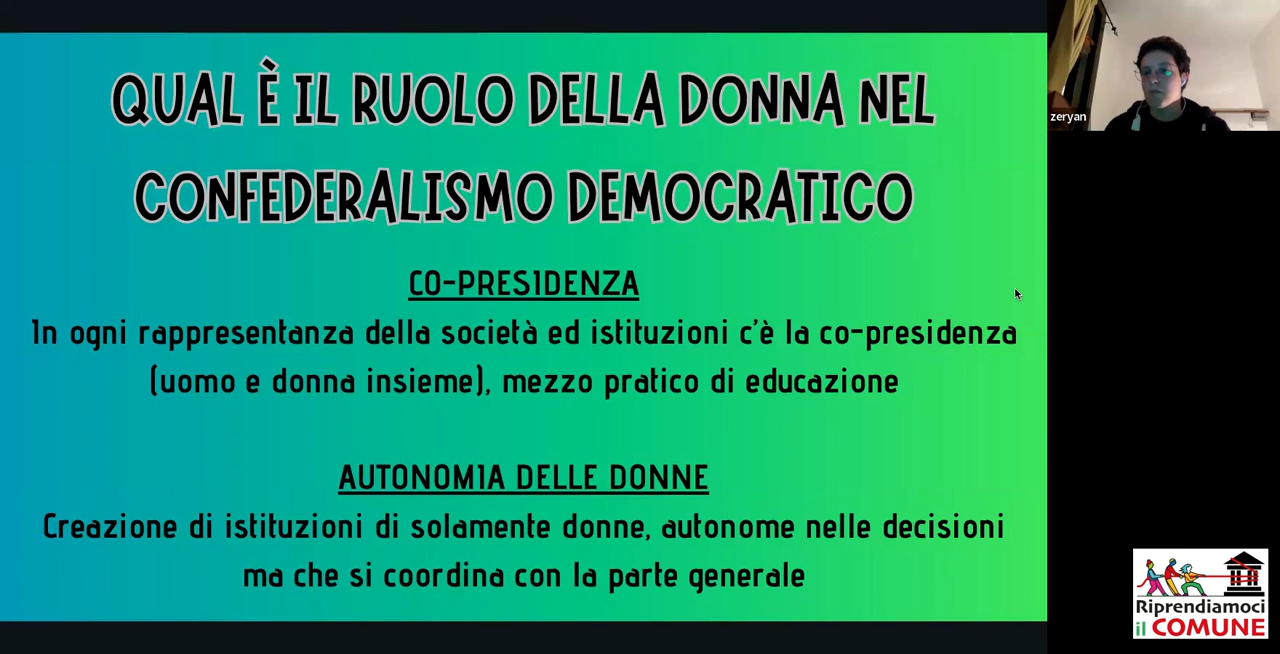 QUAL È IL RUOLO DELLA DONNA NEL
CONFEDERALISMO DEMOCRATICO
CO-PRESIDENZA
In ogni rappresentanza della società ed istituzioni c'è la co-presidenza
(uomo e donna insieme), mezzo pratico di educazione
AUTONOMIA DELLE DONNE
Creazione di istituzioni di solamente donne, autonome nelle decisioni
ma che si coordina con la parte generale
zeryan
Riprendiamoci
il COMUNE